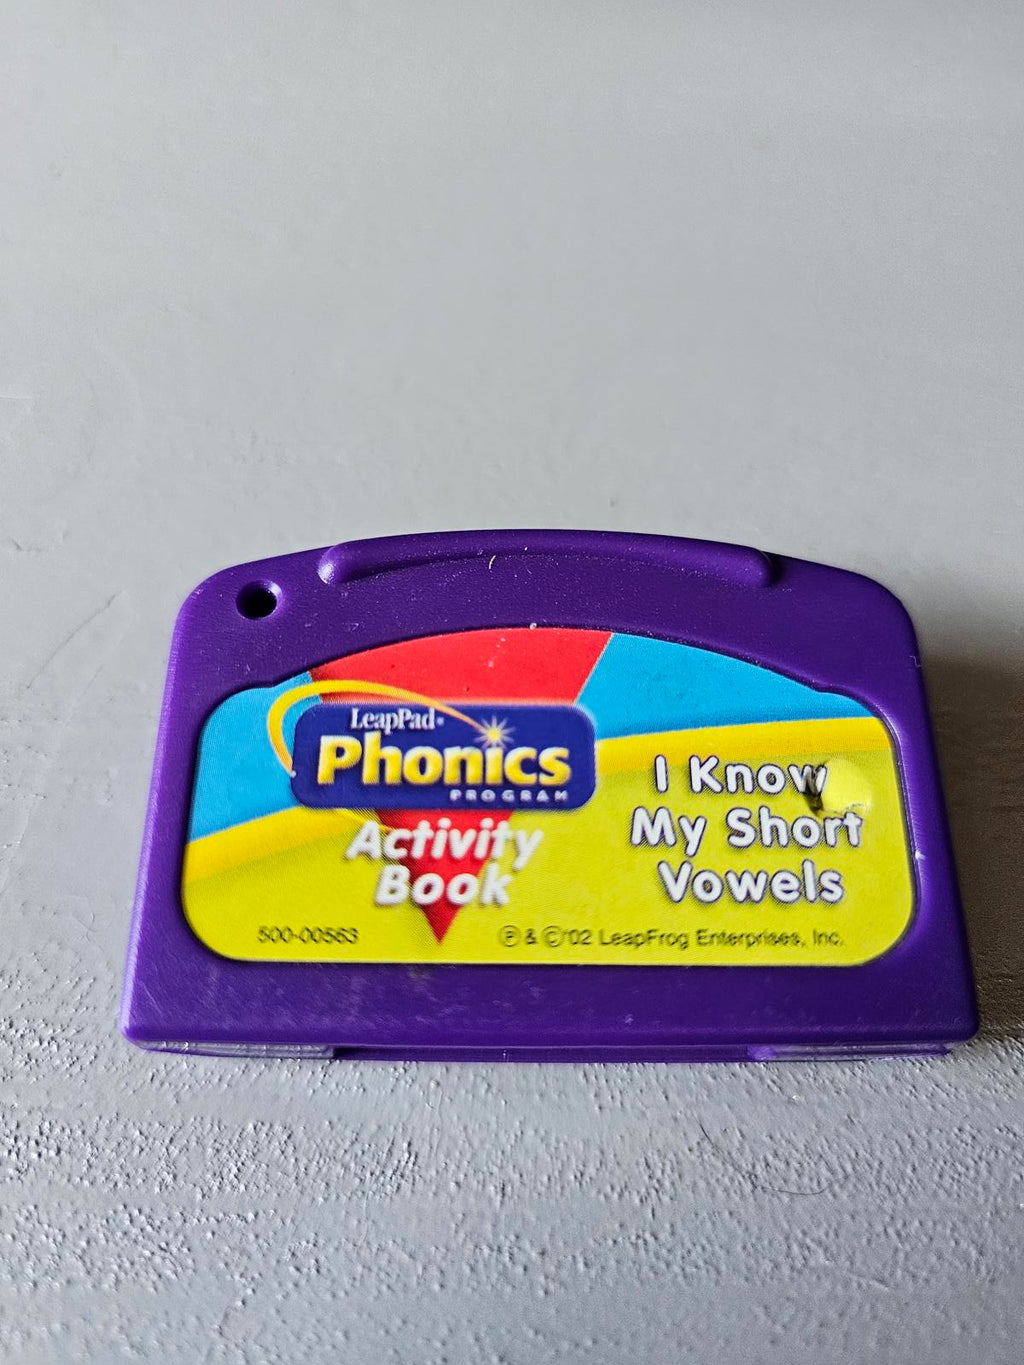 LeapPad®
Phonics
PROGRAM
Activity
Book
I Know
My Short
Vowels
500-00563
Ⓟ & ©'02 LeapFrog Enterprises, Inc.